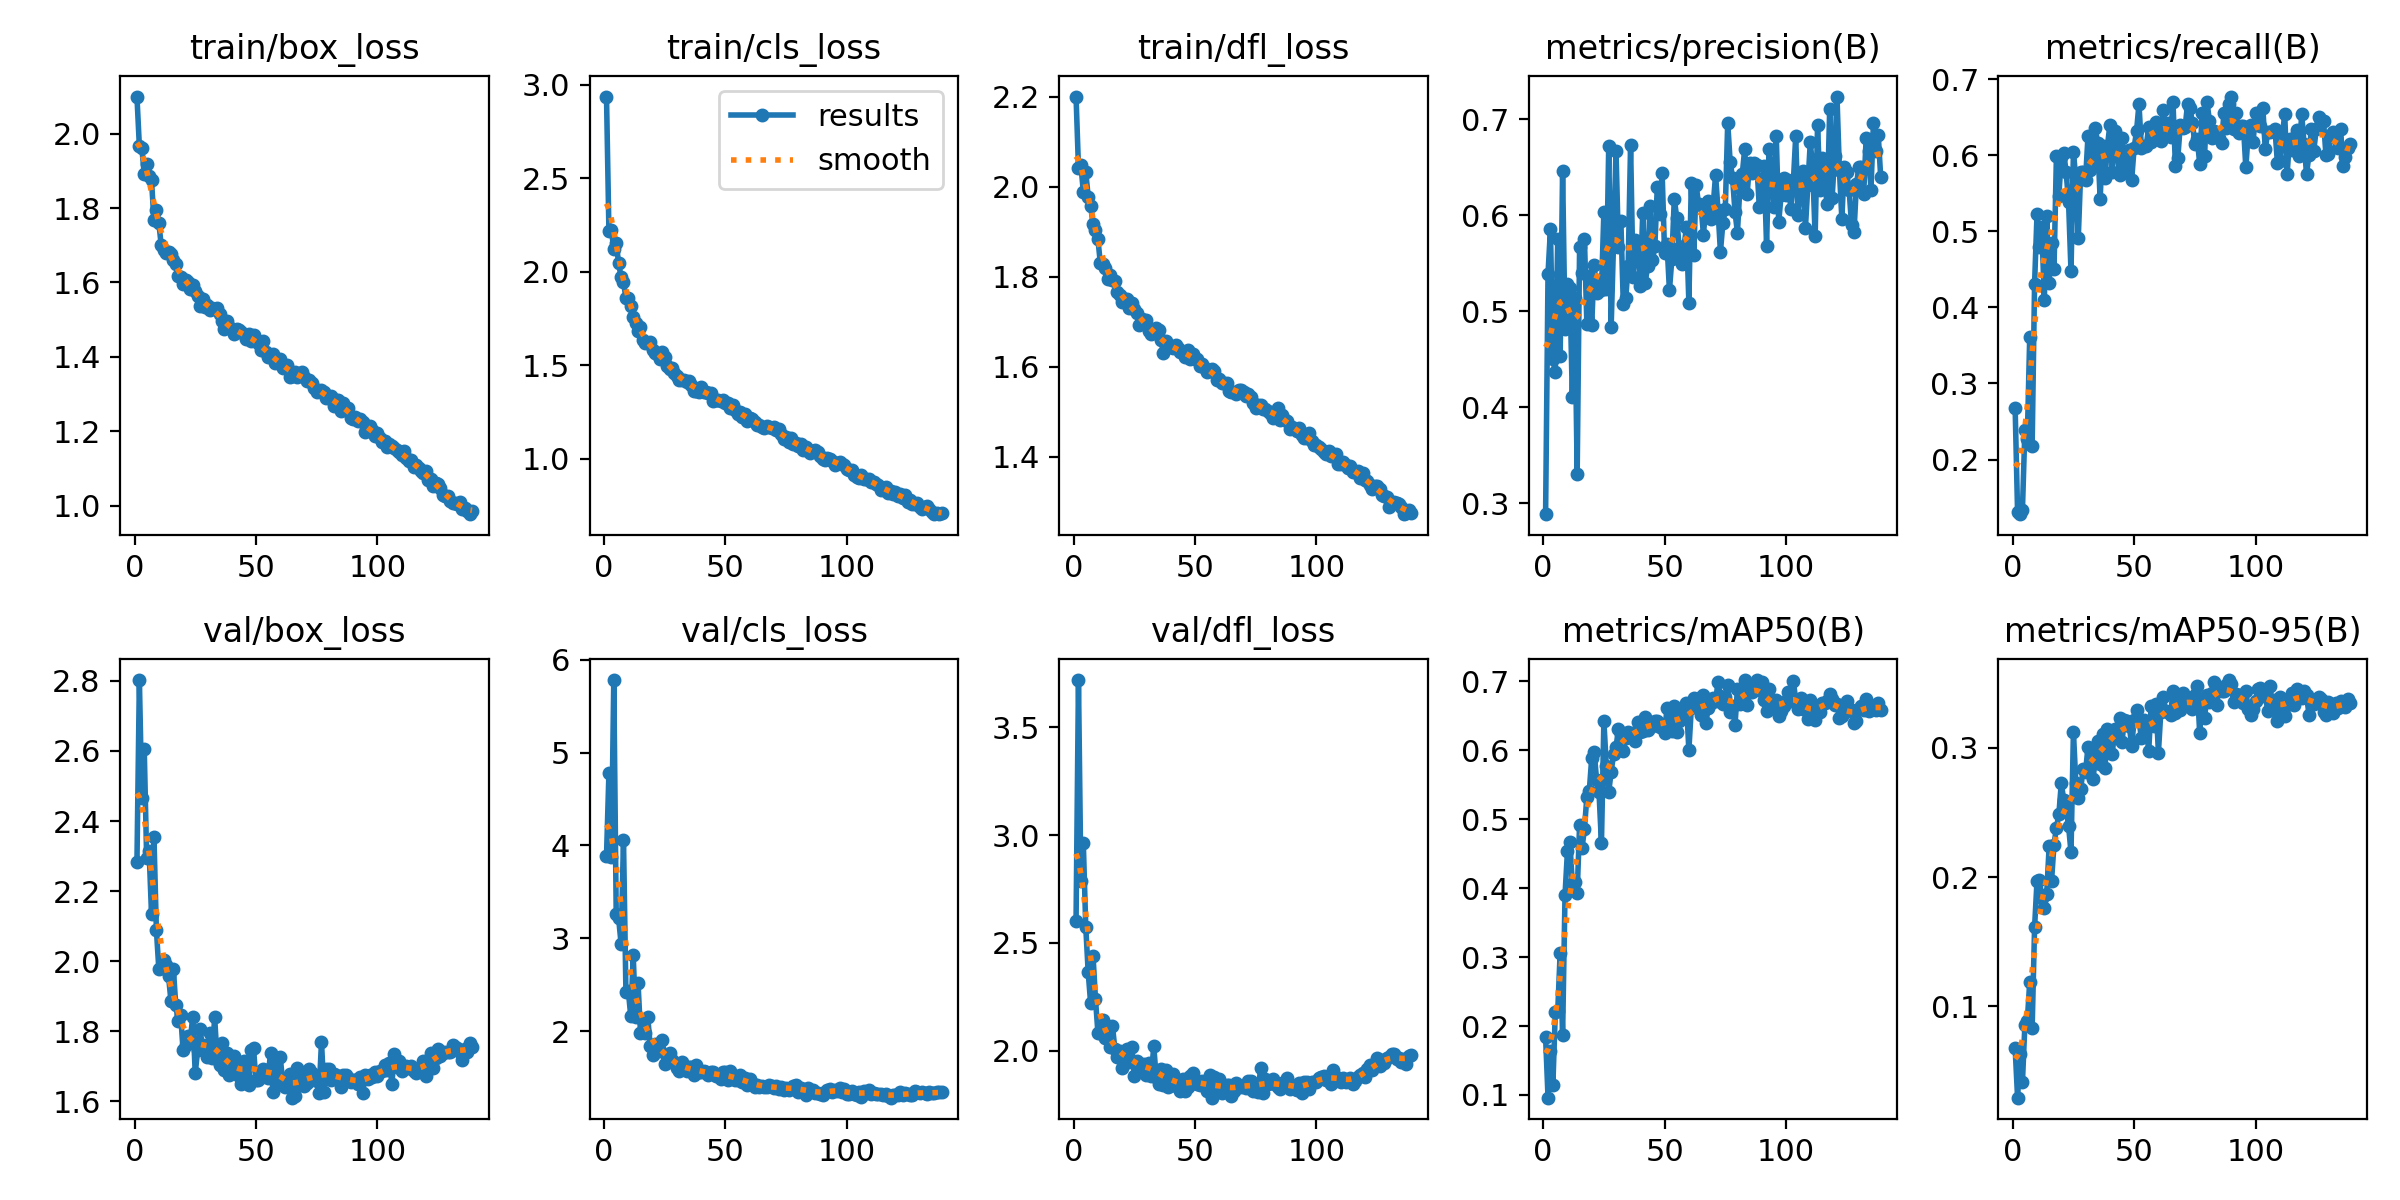 train/box_loss
train/cls_loss
train/dfl_loss
metrics/precision(B)
metrics/recall(B)
results
smooth
2.0
1.8
1.6
1.4
1.2
1.0
0 50 100
3.0
2.5
2.0
1.5
1.0
0 50 100
2.2
2.0
1.8
1.6
1.4
0 50 100
0.7
0.6
0.5
0.4
0.3
0 50 100
0.7
0.6
0.5
0.4
0.3
0.2
0 50 100
val/box_loss
val/cls_loss
val/dfl_loss
metrics/mAP50(B)
metrics/mAP50-95(B)
2.8
2.6
2.4
2.2
2.0
1.8
1.6
0 50 100
6
5
4
3
2
0 50 100
3.5
3.0
2.5
2.0
0 50 100
0.7
0.6
0.5
0.4
0.3
0.2
0.1
0 50 100
0.3
0.2
0.1
0 50 100